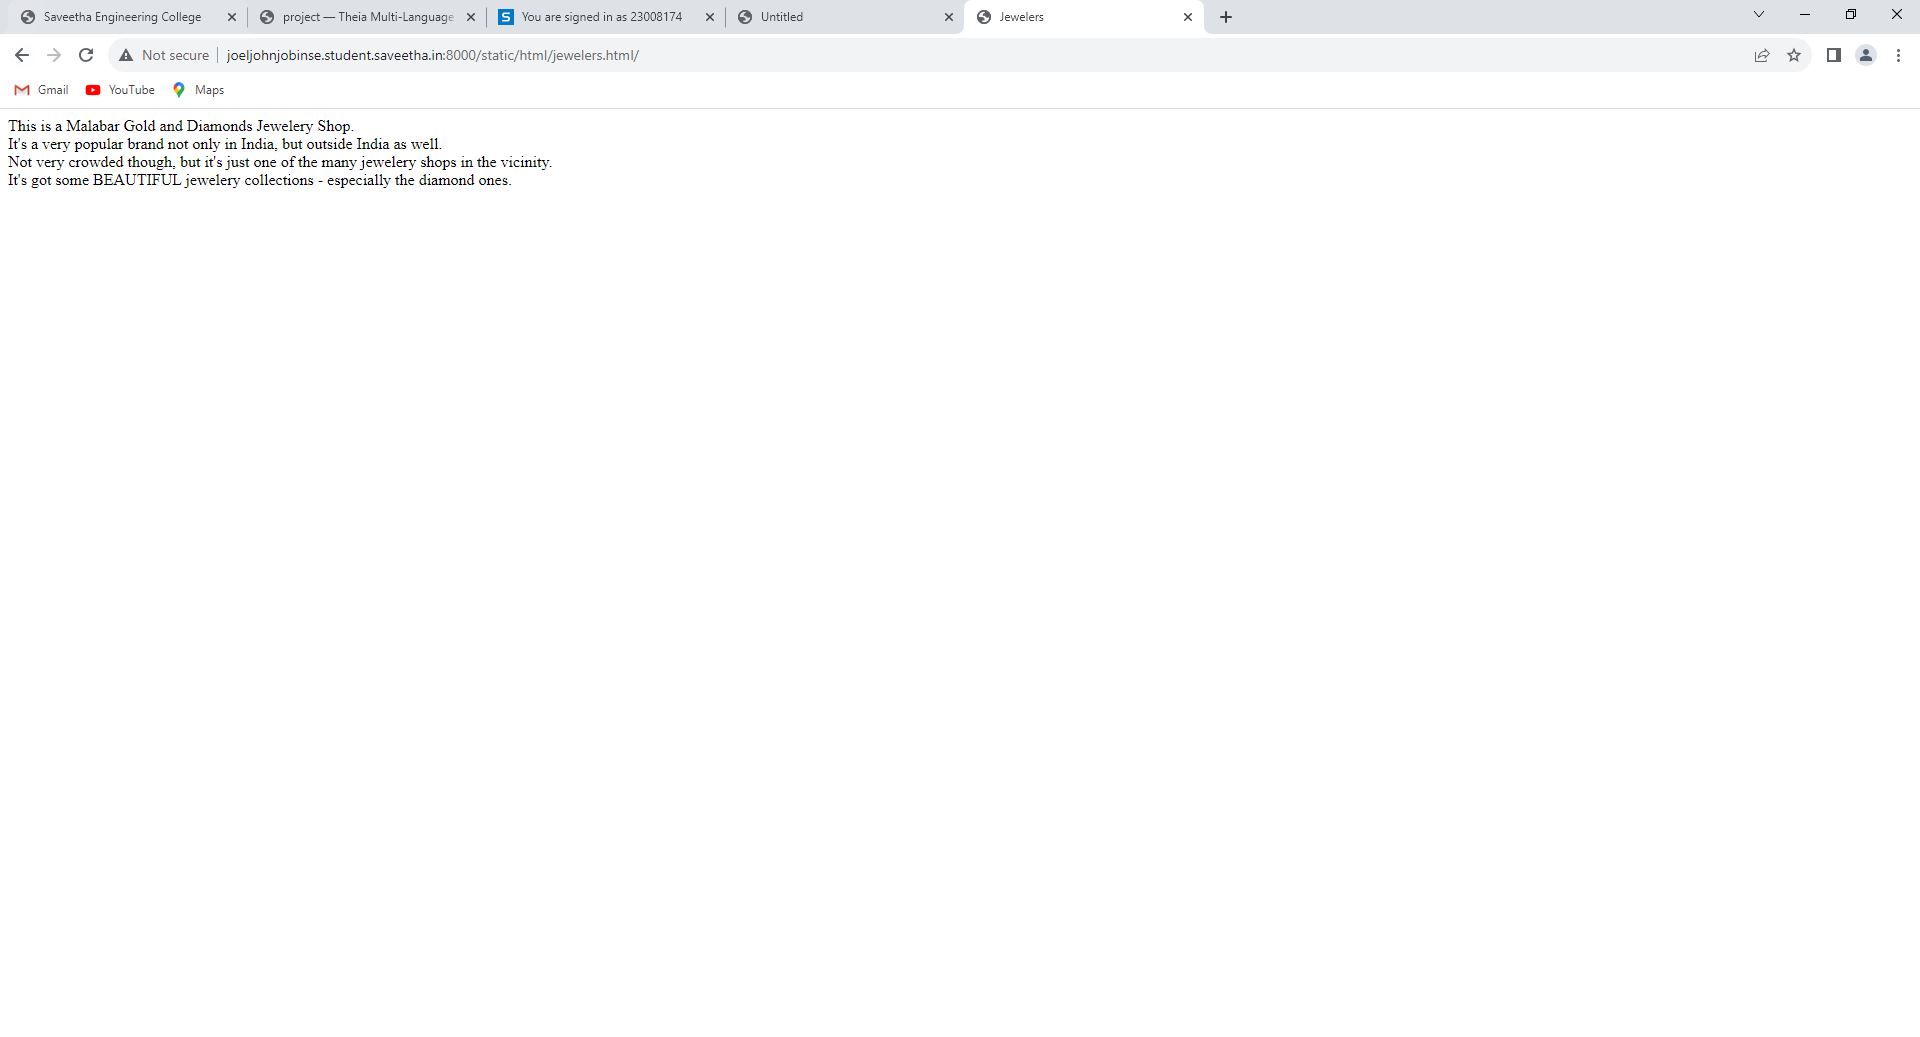 Saveetha Engineering College
project — Theia Multi-Language
You are signed in as 23008174
Untitled
Jewelers
Not secure
joeljohnjobinse.student.saveetha.in:8000/static/html/jewelers.html/
Gmail
YouTube
Maps
This is a Malabar Gold and Diamonds Jewelery Shop.
It's a very popular brand not only in India, but outside India as well.
Not very crowded though, but it's just one of the many jewelery shops in the vicinity.
It's got some BEAUTIFUL jewelery collections - especially the diamond ones.